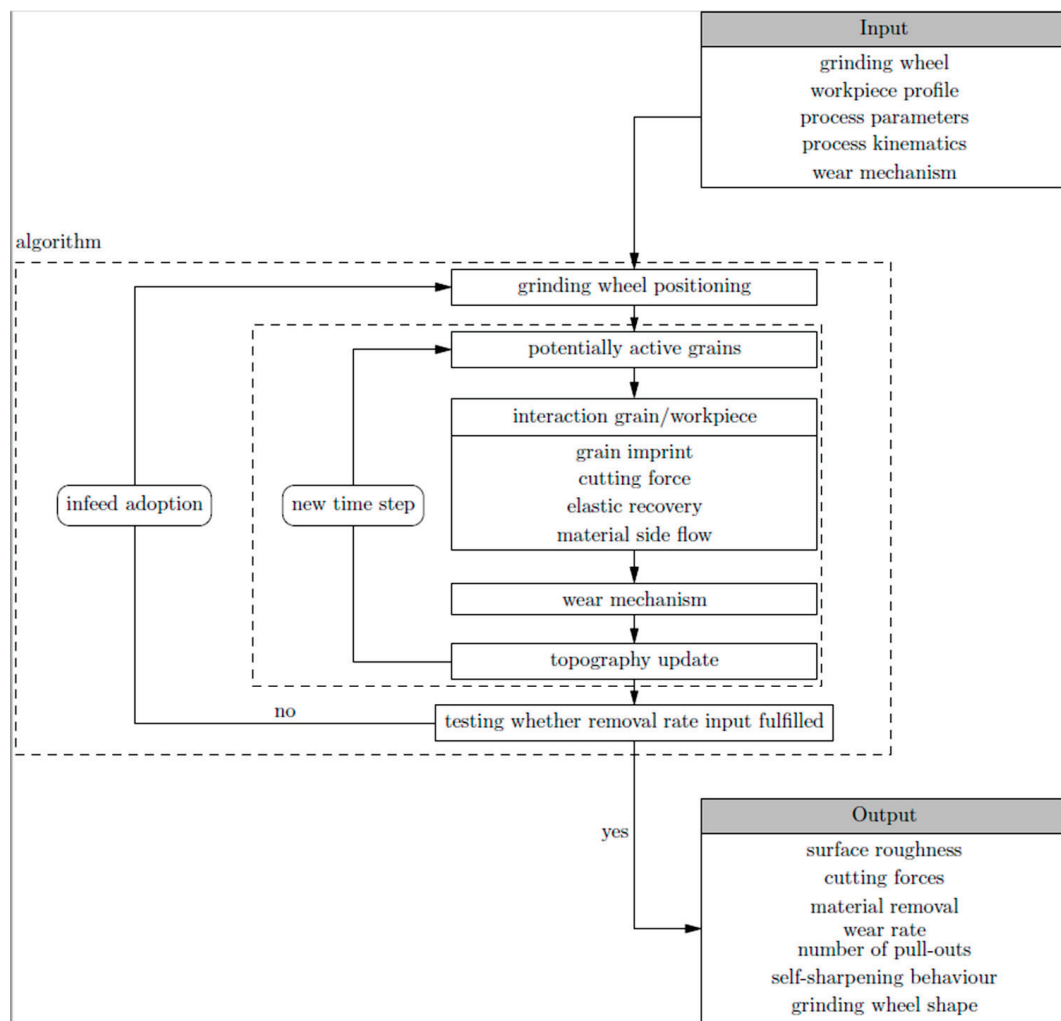 Input
grinding wheel
workpiece profile
process parameters
process kinematics
wear mechanism
algorithm
grinding wheel positioning
potentially active grains
interaction grain/workpiece
grain imprint
cutting force
elastic recovery
material side flow
infeed adoption
new time step
wear mechanism
topography update
no
testing whether removal rate input fulfilled
yes
Output
surface roughness
cutting forces
material removal
wear rate
number of pull-outs
self-sharpening behaviour
grinding wheel shape